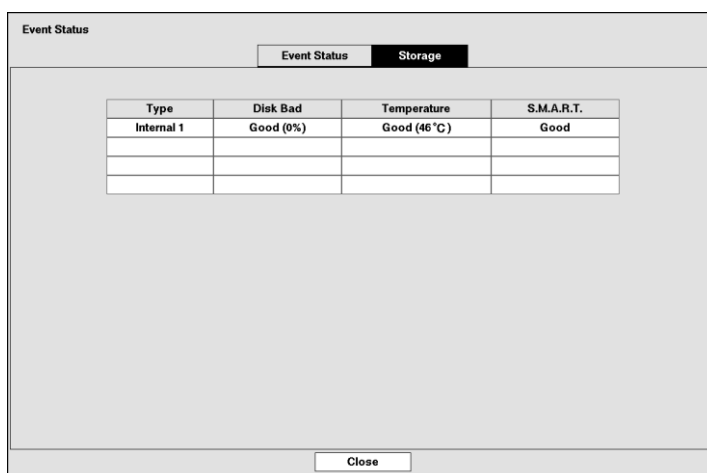 Event Status
Event Status Storage
Type Disk Bad Temperature S.M.A.R.T.
Internal 1 Good (0%) Good (46°C) Good
Close